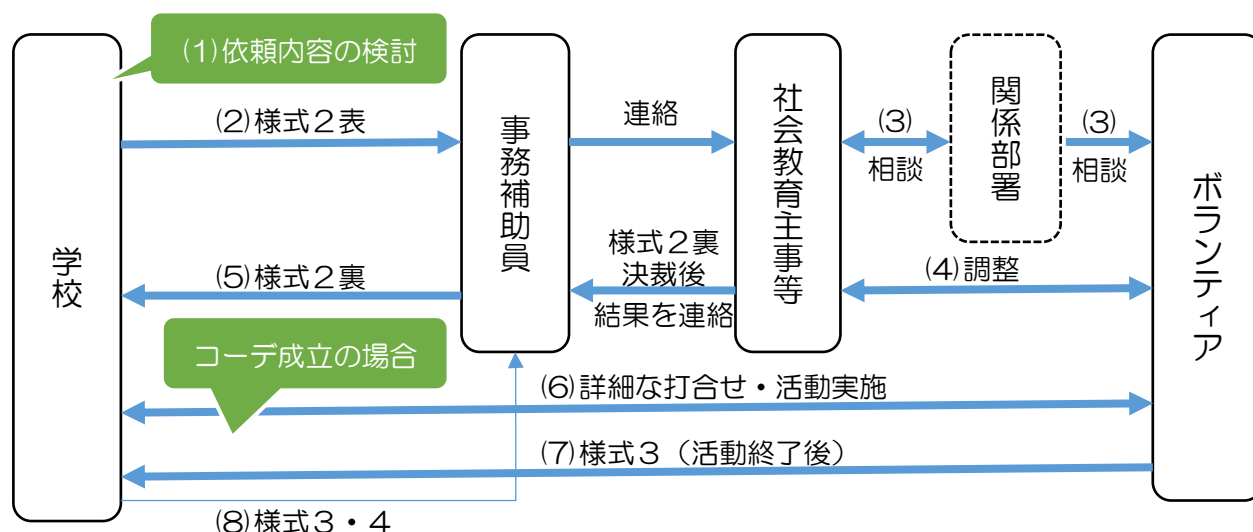 (1)依頼内容の検討
(2)様式２表
学校
事務補助員
連絡
社会教育主事等
(3)
相談
関係部署
(3)
相談
ボランティア
様式２裏
決裁後
結果を連絡
(4)調整
(5)様式２裏
コーデ成立の場合
(6)詳細な打合せ・活動実施
(7)様式３（活動終了後）
(8)様式３・４